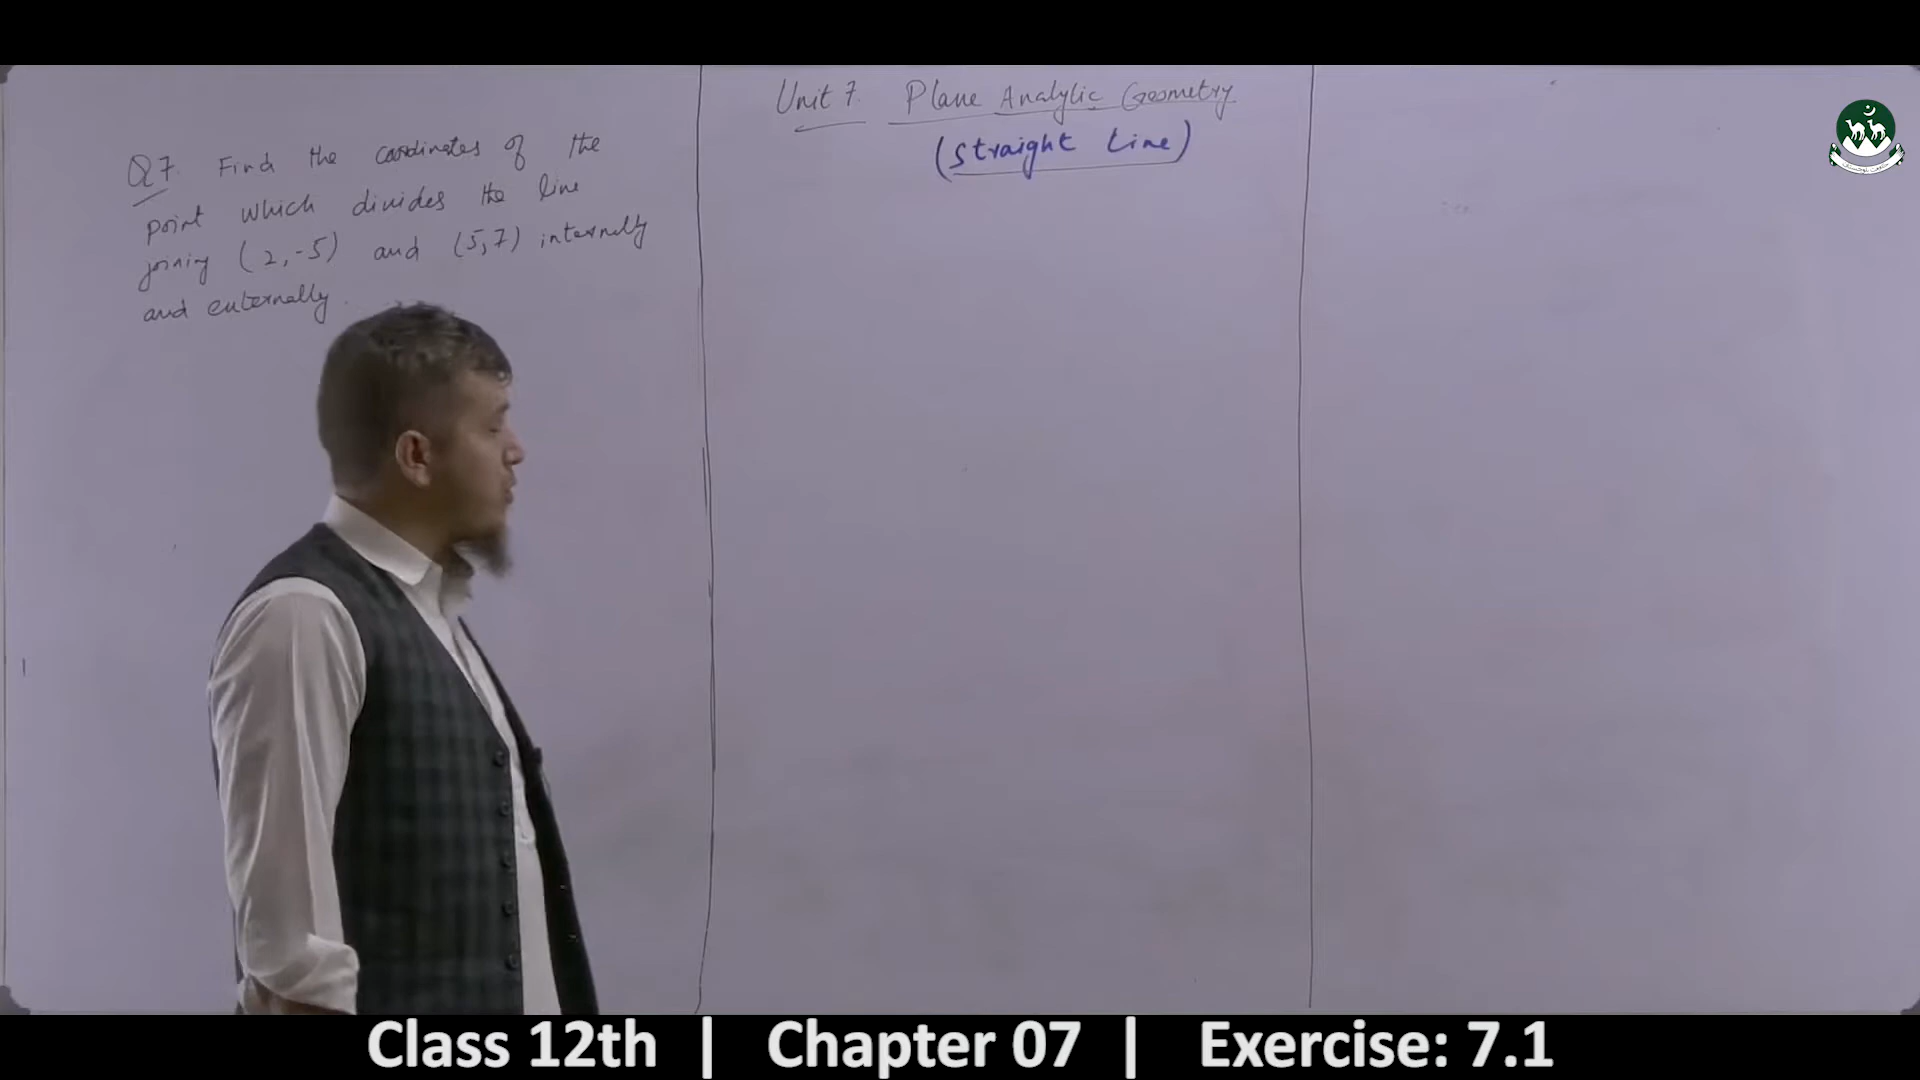 Unit 7. Plane Analytic Geometry
(Straight Line)
Q7. Find the coordinates of the
point which divides the line
joining (2,-5) and (5,7) internally
and enternally.
Class 12th | Chapter 07 | Exercise: 7.1